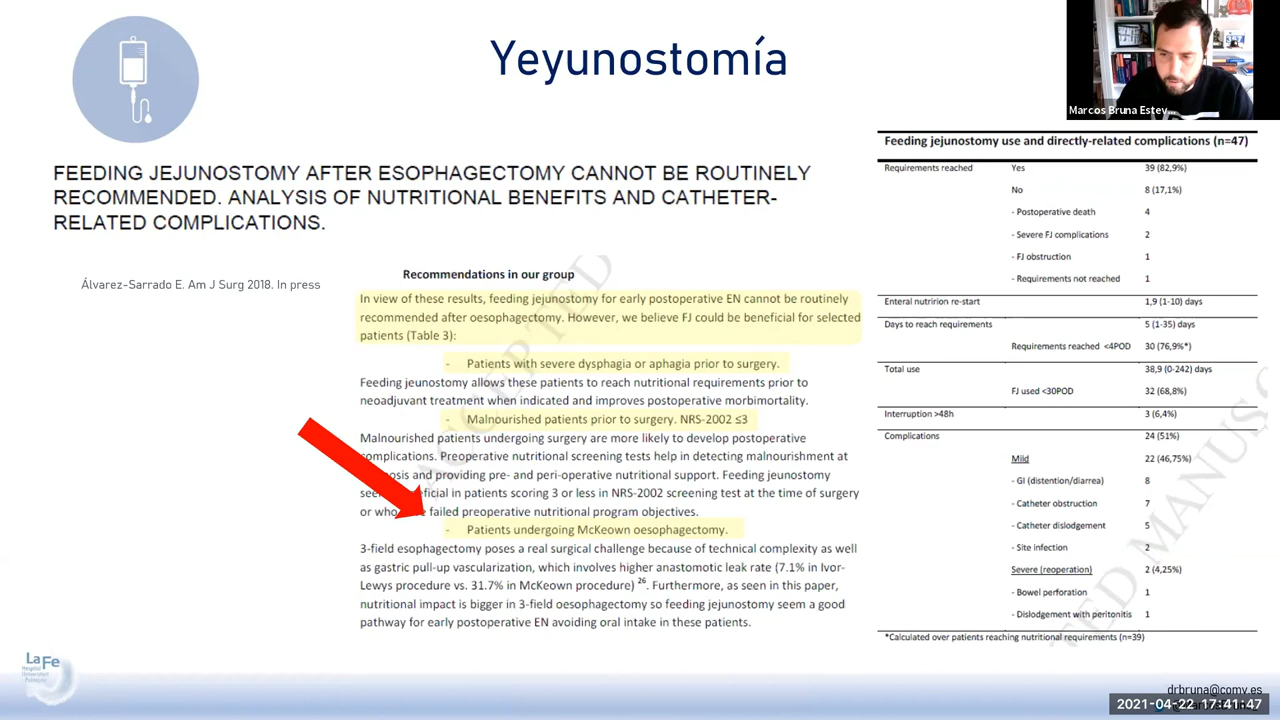 Yeyunostomía
Marcos Bruna Estev...
FEEDING JEJUNOSTOMY AFTER ESOPHAGECTOMY CANNOT BE ROUTINELY
RECOMMENDED. ANALYSIS OF NUTRITIONAL BENEFITS AND CATHETER-
RELATED COMPLICATIONS.
Álvarez-Sarrado E. Am J Surg 2018. In press
Recommendations in our group
In view of these results, feeding jejunostomy for early postoperative EN cannot be routinely
recommended after oesophagectomy. However, we believe FJ could be beneficial for selected
patients (Table 3):
- Patients with severe dysphagia or aphagia prior to surgery.
Feeding jeunostomy allows these patients to reach nutritional requirements prior to
neoadjuvant treatment when indicated and improves postoperative morbimortality.
- Malnourished patients prior to surgery. NRS-2002 ≤3
Malnourished patients undergoing surgery are more likely to develop postoperative
complications. Preoperative nutritional screening tests help in detecting malnourishment at
nosis and providing pre- and peri-operative nutritional support. Feeding jeunostomy
see eficial in patients scoring 3 or less in NRS-2002 screening test at the time of surgery
or who failed preoperative nutritional program objectives.
- Patients undergoing McKeown oesophagectomy.
3-field esophagectomy poses a real surgical challenge because of technical complexity as well
as gastric pull-up vascularization, which involves higher anastomotic leak rate (7.1% in Ivor-
Lewys procedure vs. 31.7% in McKeown procedure) 26. Furthermore, as seen in this paper,
nutritional impact is bigger in 3-field oesophagectomy so feeding jejunostomy seem a good
pathway for early postoperative EN avoiding oral intake in these patients.
ACCEPTED MANUSC
Feeding jejunostomy use and directly-related complications (n=47)
Requirements reached Yes 39 (82,9%)
No 8 (17,1%)
- Postoperative death 4
- Severe FJ complications 2
- FJ obstruction 1
- Requirements not reached 1
Enteral nutririon re-start 1,9 (1-10) days
Days to reach requirements 5 (1-35) days
Requirements reached <4POD 30 (76,9%*)
Total use 38,9 (0-242) days
FJ used <30POD 32 (68,8%)
Interruption >48h 3 (6,4%)
Complications 24 (51%)
Mild 22 (46,75%)
- GI (distention/diarrea) 8
- Catheter obstruction 7
- Catheter dislodgement 5
- Site infection 2
Severe (reoperation) 2 (4,25%)
- Bowel perforation 1
- Dislodgement with peritonitis 1
*Calculated over patients reaching nutritional requirements (n=39)
TED MANUSC
La Fe
Hospital
Universitari
drbruna@comv.es
2021-04-22 17:41:47